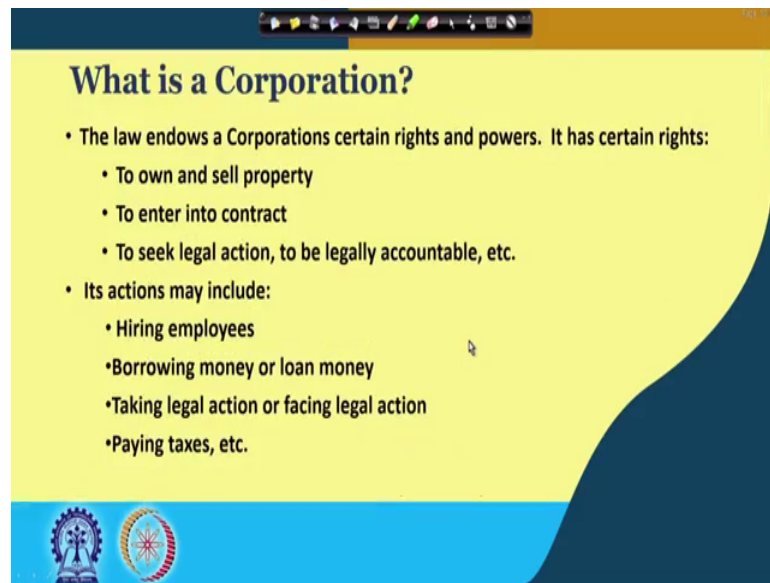 What is a Corporation?
• The law endows a Corporations certain rights and powers. It has certain rights:
• To own and sell property
• To enter into contract
• To seek legal action, to be legally accountable, etc.
• Its actions may include:
• Hiring employees
•Borrowing money or loan money
•Taking legal action or facing legal action
•Paying taxes, etc.